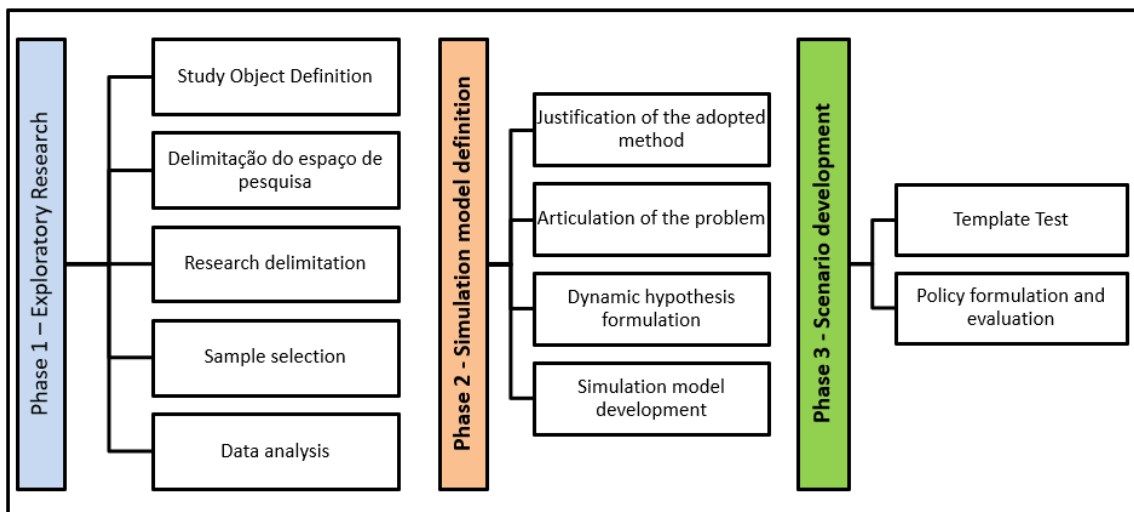 Phase 1 – Exploratory Research
Study Object Definition
Delimitação do espaço de
pesquisa
Research delimitation
Sample selection
Data analysis
Phase 2 - Simulation model definition
Justification of the adopted
method
Articulation of the problem
Dynamic hypothesis
formulation
Simulation model
development
Phase 3 - Scenario development
Template Test
Policy formulation and
evaluation